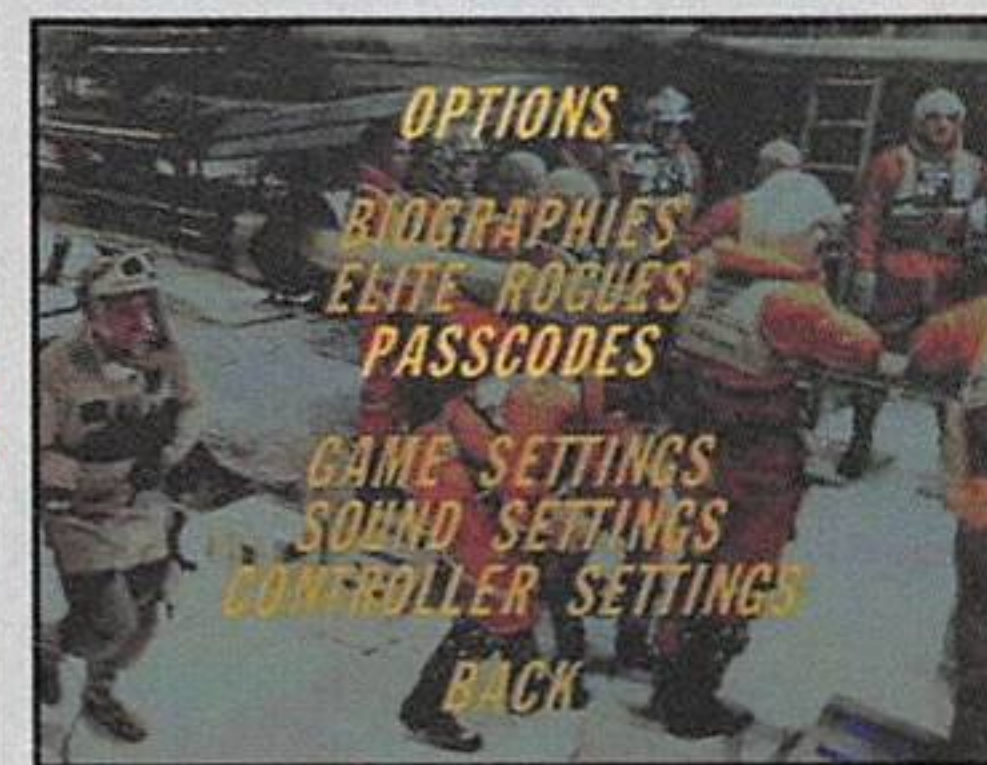 OPTIONS
BIOGRAPHIES
ELITE ROGUES
PASSCODES
GAME SETTINGS
SOUND SETTINGS
CONTROLLER SETTINGS
BACK